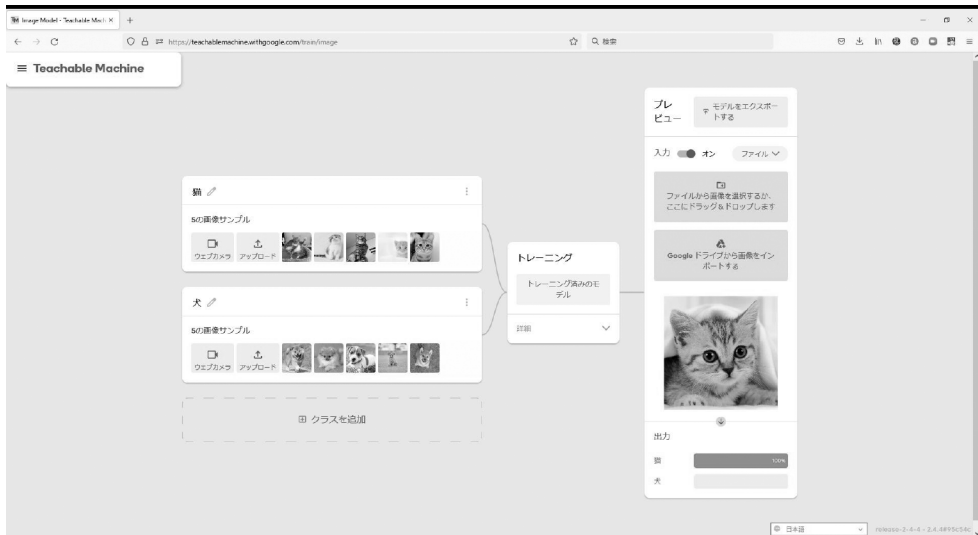 Image Model - Teachable Mach
https://teachablemachine.withgoogle.com/train/image
検索
Teachable Machine
猫
5の画像サンプル
ウェブカメラ
アップロード
犬
5の画像サンプル
ウェブカメラ
アップロード
クラスを追加
トレーニング
トレーニング済みのモ
デル
詳細
プレ
ビュー
モデルをエクスポー
トする
入力
オン
ファイル
ファイルから画像を選択するか、
ここにドラッグ&ドロップします
Google ドライブから画像をイン
ポートする
出力
猫
100%
犬
日本語